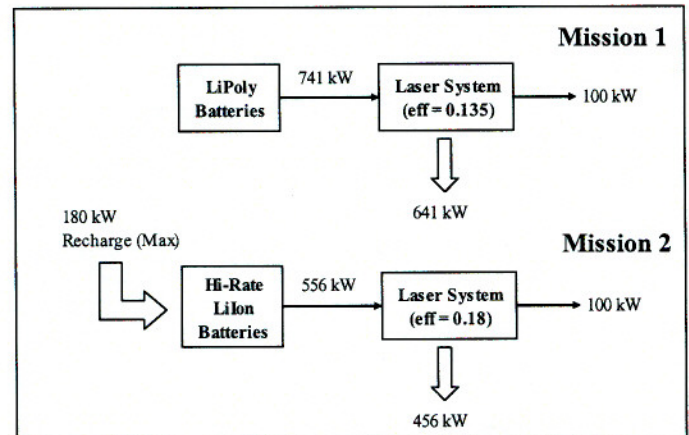 Mission 1
LiPoly
Batteries
741 kW
Laser System
(eff = 0.135)
100 kW
641 kW
180 kW
Recharge (Max)
Mission 2
Hi-Rate
LiIon
Batteries
556 kW
Laser System
(eff = 0.18)
100 kW
456 kW